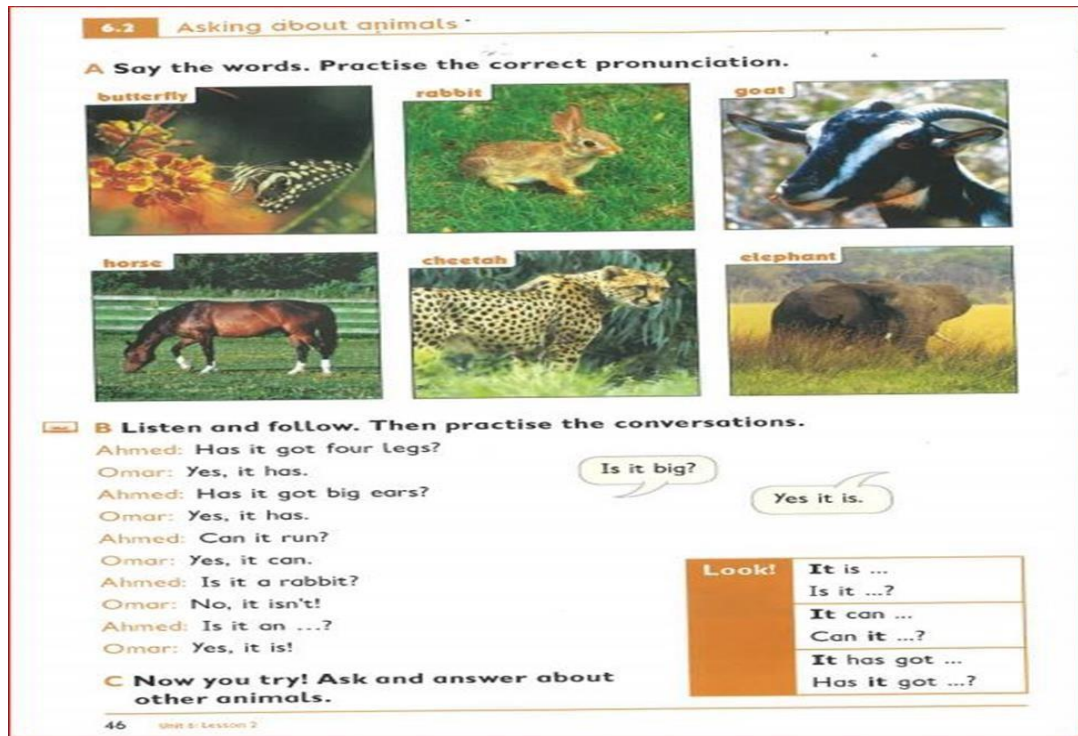 6.2 Asking about animals
A Say the words. Practise the correct pronunciation.
butterfly
rabbit
goat
horse
cheetah
elephant
B Listen and follow. Then practise the conversations.
Ahmed: Has it got four legs?
Omar: Yes, it has.
Ahmed: Has it got big ears?
Omar: Yes, it has.
Ahmed: Can it run?
Omar: Yes, it can.
Ahmed: Is it a rabbit?
Omar: No, it isn't!
Ahmed: Is it an ...?
Omar: Yes, it is!
Is it big?
Yes it is.
Look!
It is ...
Is it ...?
It can ...
Can it ...?
It has got ...
Has it got ...?
C Now you try! Ask and answer about
other animals.
46 Unit 6: Lesson 2